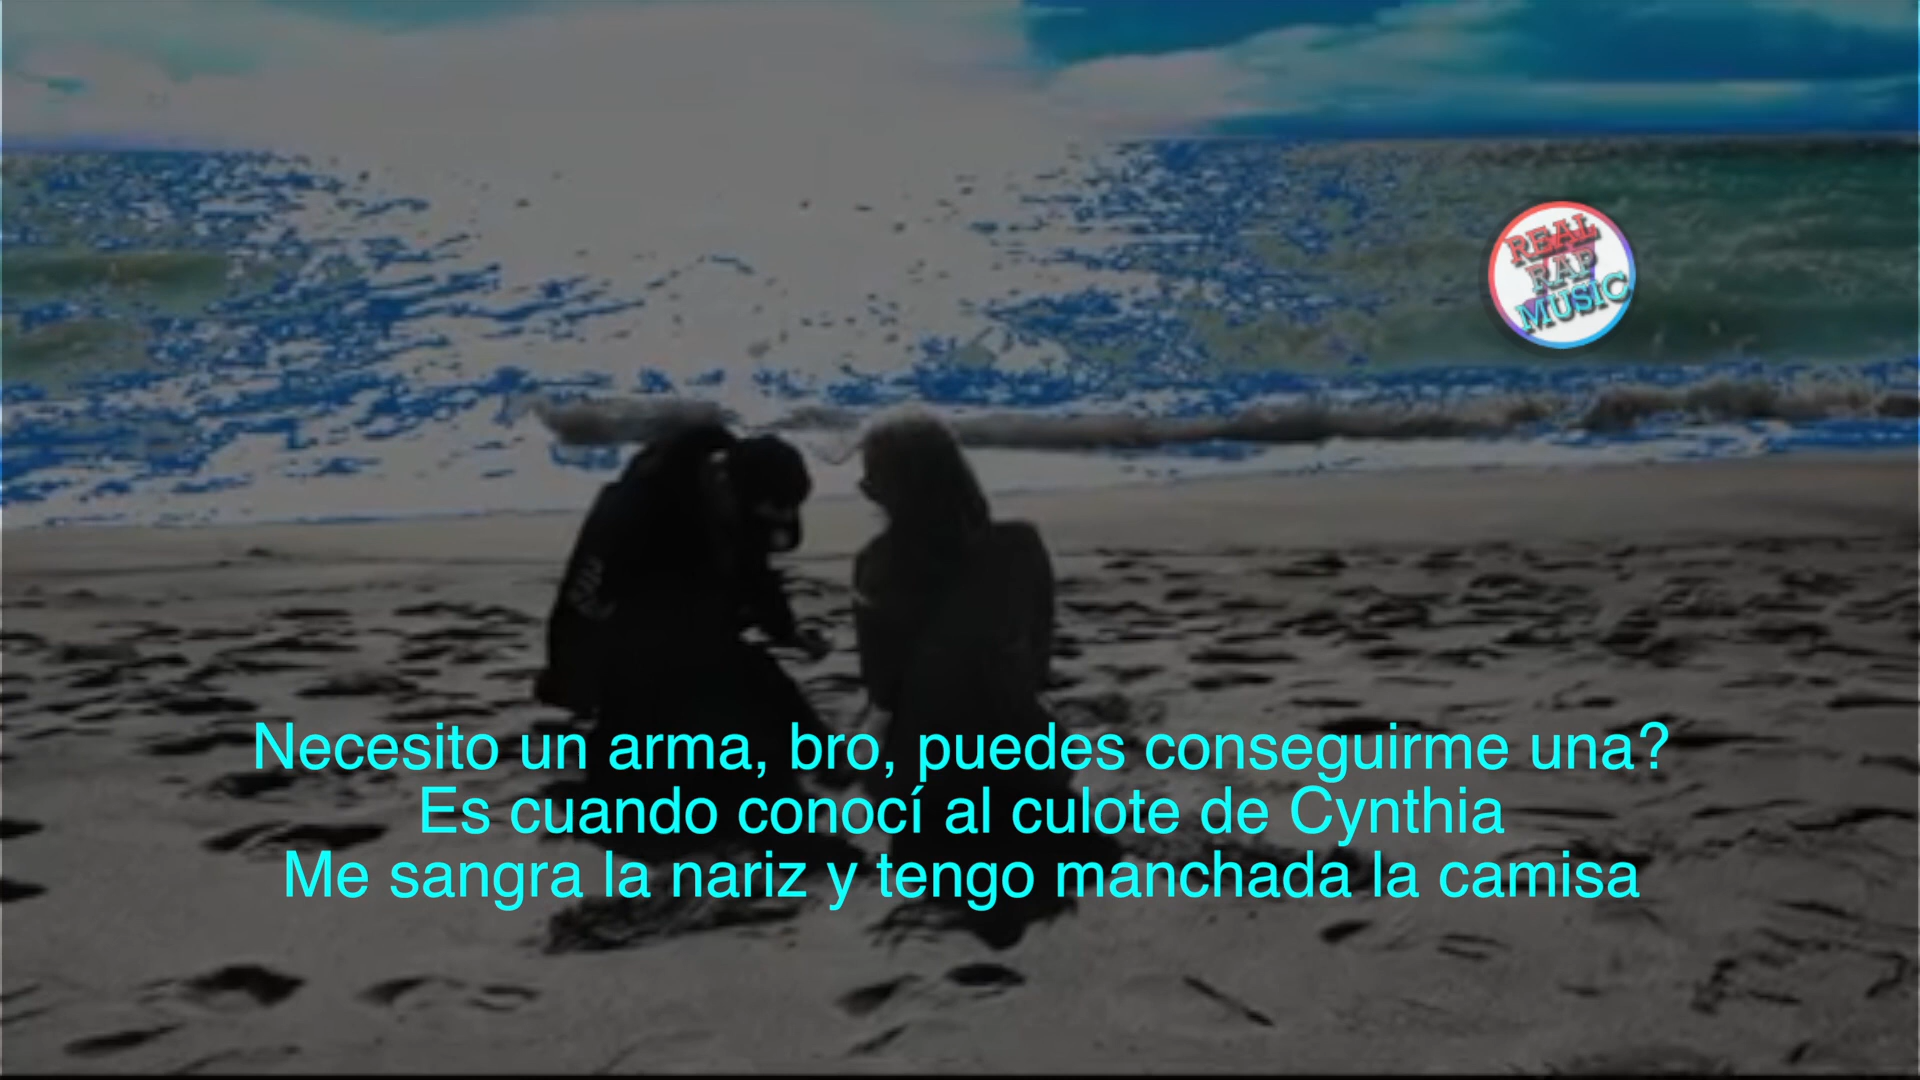 REAL
RAP
MUSIC
Necesito un arma, bro, puedes conseguirme una?
Es cuando conocí al culote de Cynthia
Me sangra la nariz y tengo manchada la camisa